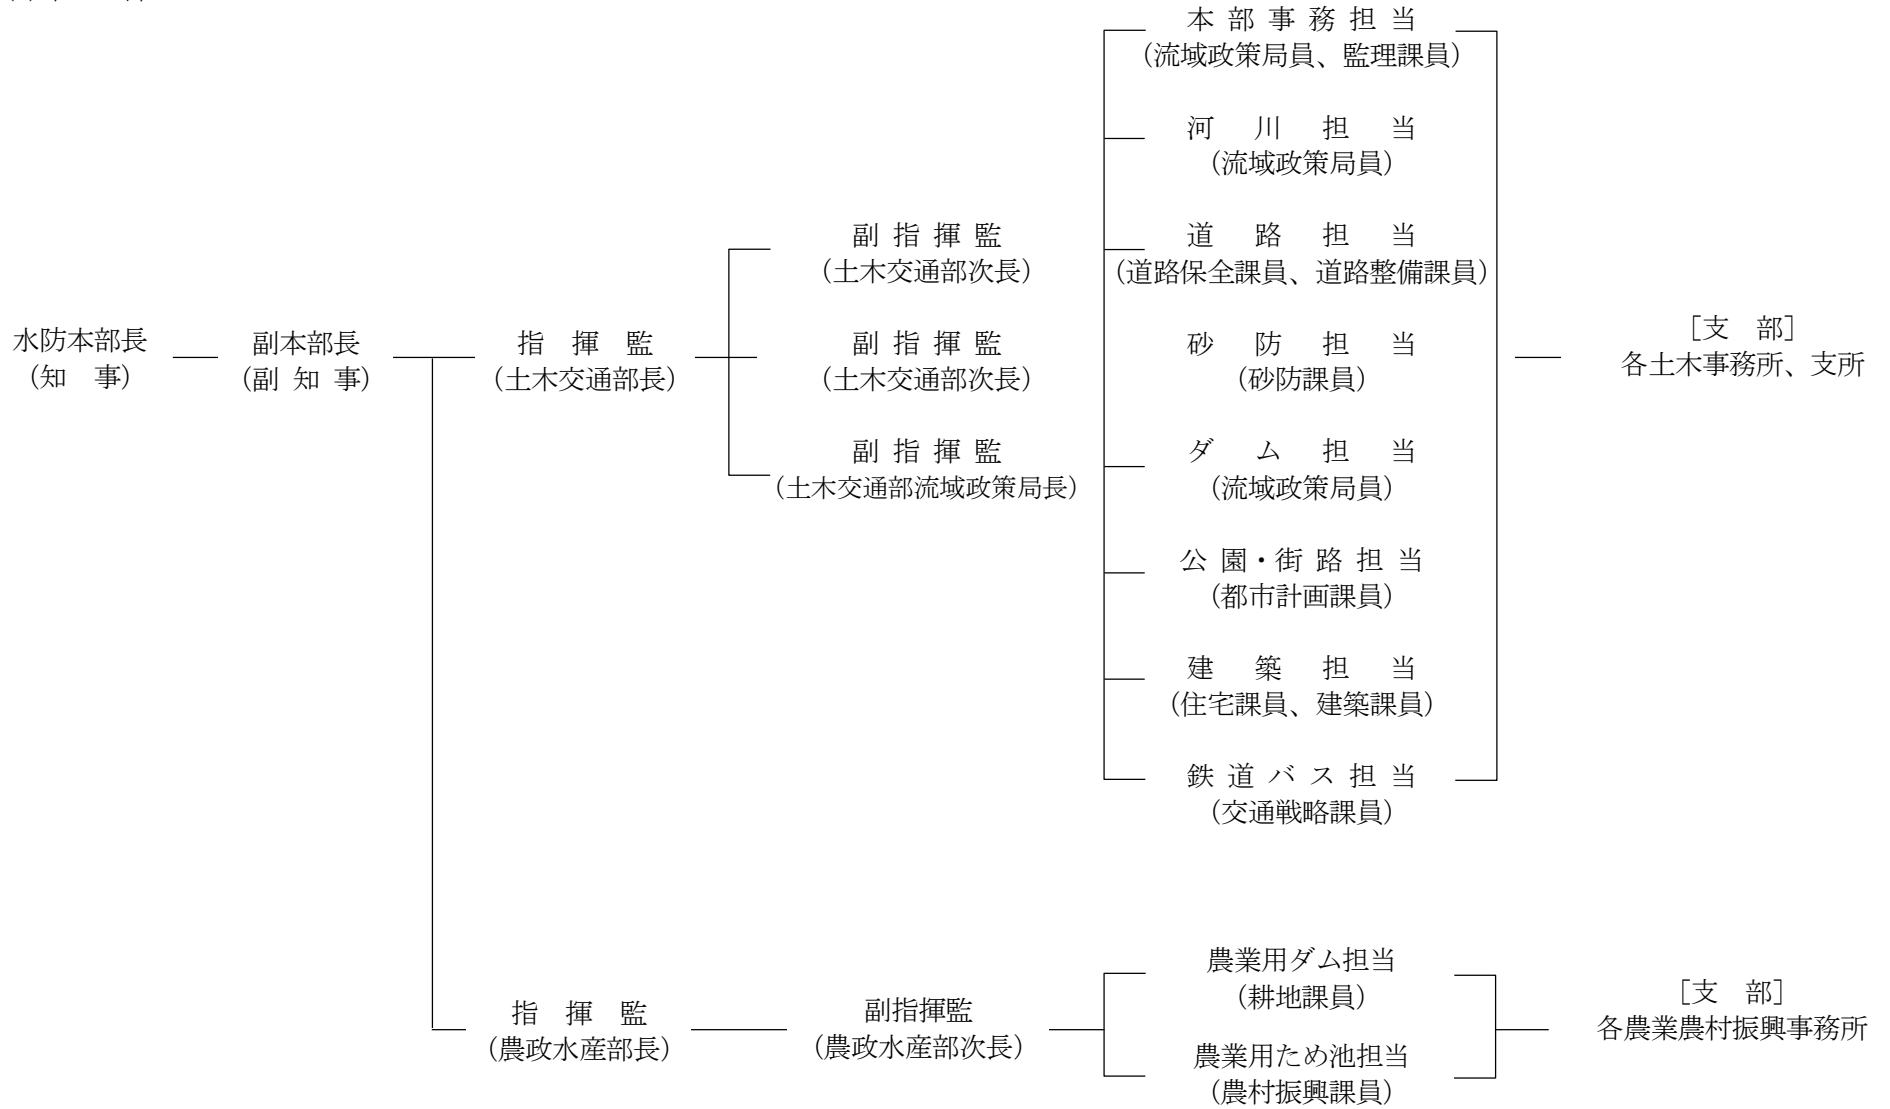 水防本部長
（知　事）
副本部長
（副 知 事）
指　揮　監
（土木交通部長）
副 指 揮 監
（土木交通部次長）
副 指 揮 監
（土木交通部次長）
副 指 揮 監
（土木交通部流域政策局長）
本 部 事 務 担 当
（流域政策局員、監理課員）
河　川　担　当
（流域政策局員）
道　路　担　当
（道路保全課員、道路整備課員）
砂　防　担　当
（砂防課員）
ダ　ム　担　当
（流域政策局員）
公 園・街 路 担 当
（都市計画課員）
建　築　担　当
（住宅課員、建築課員）
鉄 道 バ ス 担 当
（交通戦略課員）
［支　部］
各土木事務所、支所
指　揮　監
（農政水産部長）
副指揮監
（農政水産部次長）
農業用ダム担当
（耕地課員）
農業用ため池担当
（農村振興課員）
［支　部］
各農業農村振興事務所